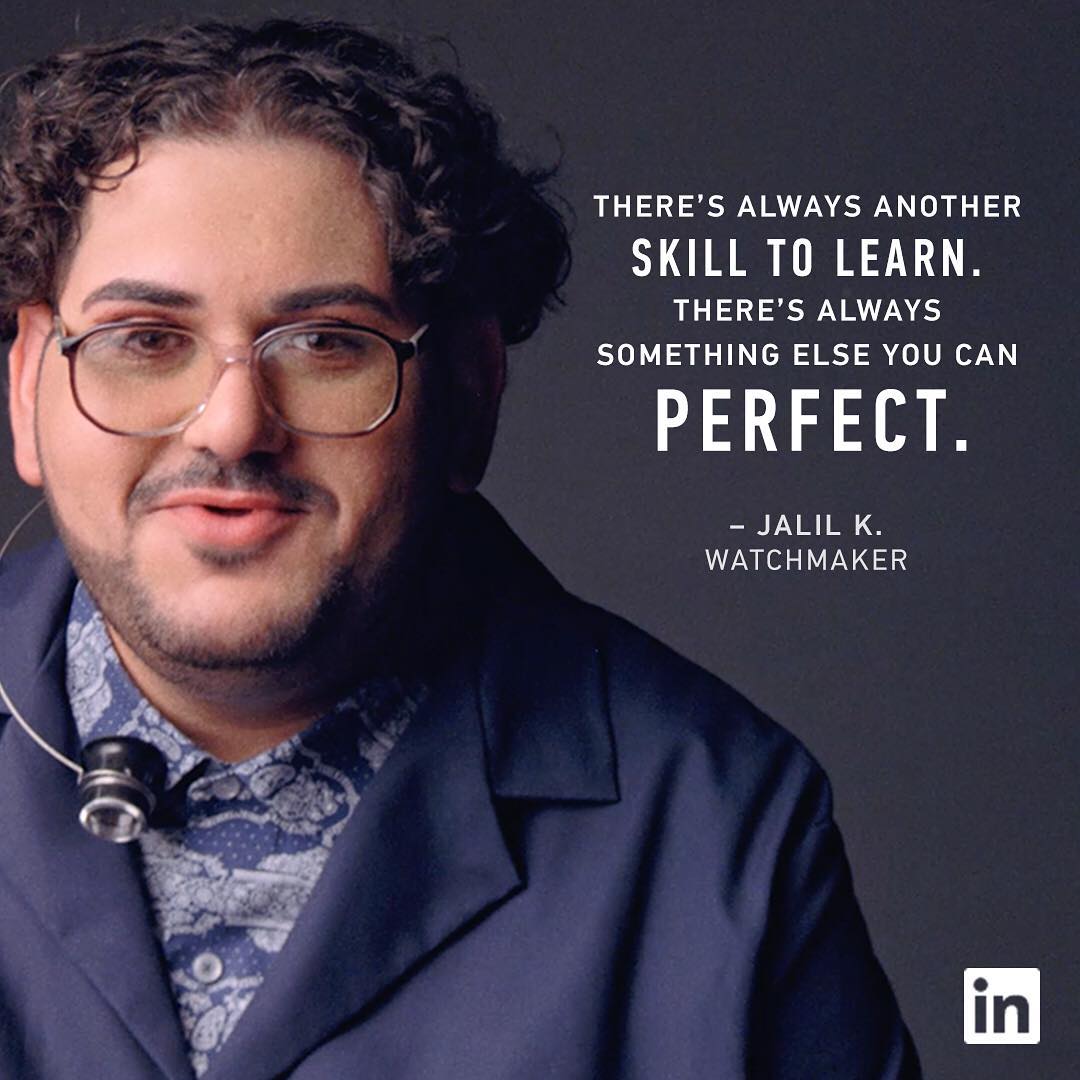 THERE'S ALWAYS ANOTHER
SKILL TO LEARN.
THERE'S ALWAYS
SOMETHING ELSE YOU CAN
PERFECT.
– JALIL K.
WATCHMAKER
in